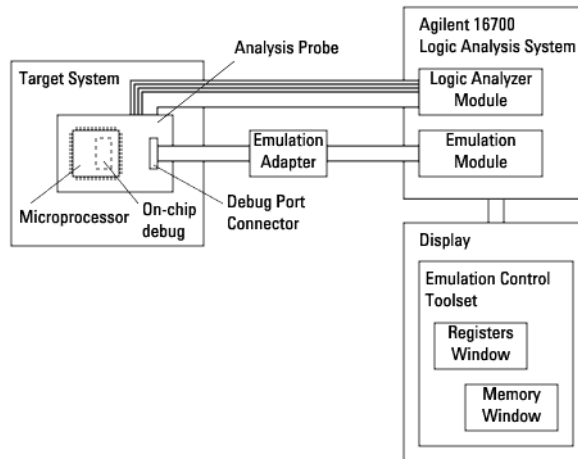 Agilent 16700
Logic Analysis System
Analysis Probe
Target System
Logic Analyzer
Module
Emulation
Adapter
Emulation
Module
Microprocessor
On-chip
debug
Debug Port
Connector
Display
Emulation Control
Toolset
Registers
Window
Memory
Window